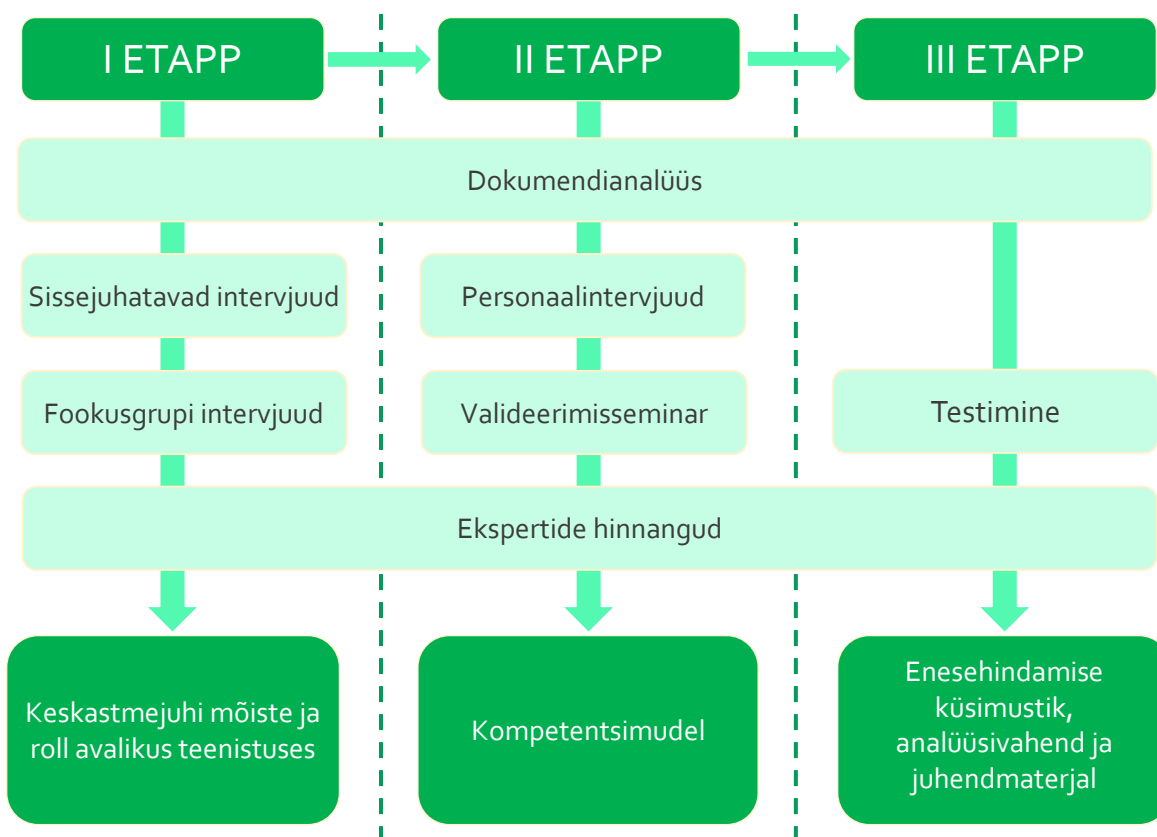 I ETAPP
II ETAPP
III ETAPP
Dokumendianalüüs
Sissejuhatavad intervjuud
Personaalintervjuud
Fookusgrupi intervjuud
Valideerimisseminar
Testimine
Ekspertide hinnangud
Keskastmejuhi mõiste ja
roll avalikus teenistuses
Kompetentsimudel
Enesehindamise
küsimustik,
analüüsivahend ja
juhendmaterjal